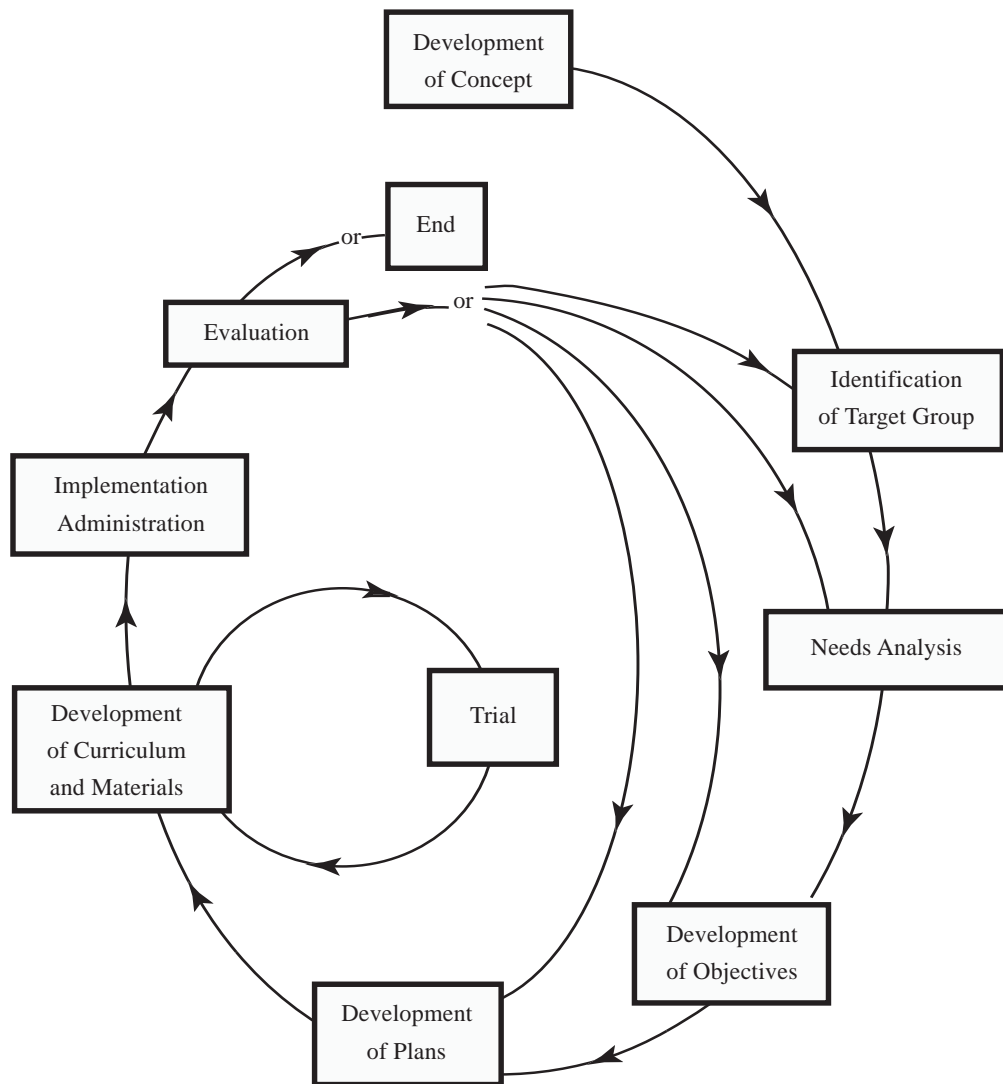 Development
of Concept
End
or
or
Evaluation
Identification
of Target Group
Implementation
Administration
Needs Analysis
Trial
Development
of Curriculum
and Materials
Development
of Objectives
Development
of Plans